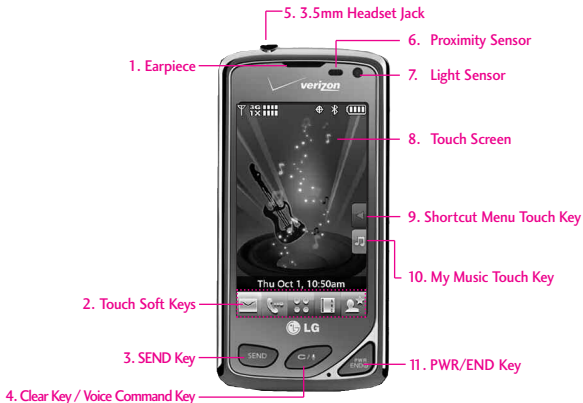 5. 3.5mm Headset Jack
6. Proximity Sensor
1. Earpiece
7. Light Sensor
verizon
3G
1X
8. Touch Screen
9. Shortcut Menu Touch Key
10. My Music Touch Key
Thu Oct 1, 10:50am
2. Touch Soft Keys
LG
3. SEND Key
SEND
C/
PWR
END
11. PWR/END Key
4. Clear Key / Voice Command Key